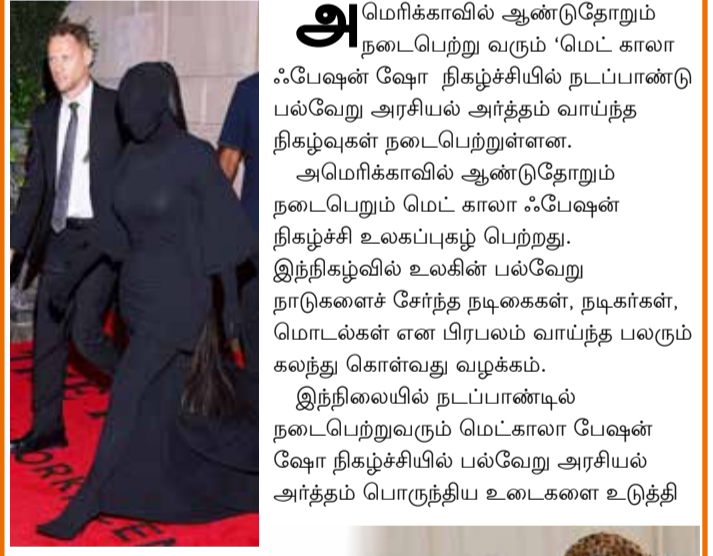 அமெரிக்காவில் ஆண்டுதோறும்
நடைபெற்று வரும் ‘மெட் காலா
ஃபேஷன் ஷோ நிகழ்ச்சியில் நடப்பாண்டு
பல்வேறு அரசியல் அர்த்தம் வாய்ந்த
நிகழ்வுகள் நடைபெற்றுள்ளன.
அமெரிக்காவில் ஆண்டுதோறும்
நடைபெறும் மெட் காலா ஃபேஷன்
நிகழ்ச்சி உலகப்புகழ் பெற்றது.
இந்நிகழ்வில் உலகின் பல்வேறு
நாடுகளைச் சேர்ந்த நடிகைகள், நடிகர்கள்,
மொடல்கள் என பிரபலம் வாய்ந்த பலரும்
கலந்து கொள்வது வழக்கம்.
இந்நிலையில் நடப்பாண்டில்
நடைபெற்றுவரும் மெட்காலா பேஷன்
ஷோ நிகழ்ச்சியில் பல்வேறு அரசியல்
அர்த்தம் பொருந்திய உடைகளை உடுத்தி